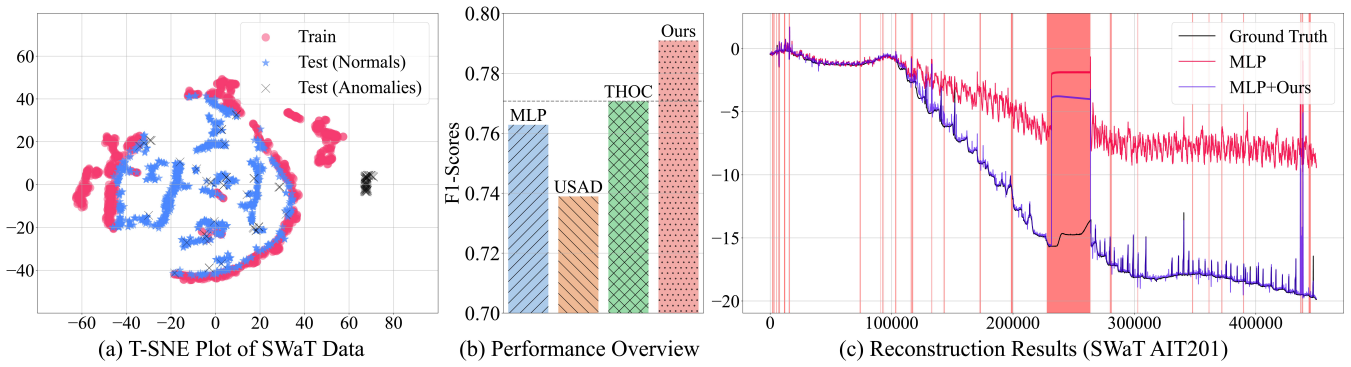 60
40
20
0
−20
−40
−60
−40
−20
0
20
40
60
80
Train
Test (Normals)
Test (Anomalies)
(a) T-SNE Plot of SWaT Data
F1-Scores
0.80
0.78
0.76
0.74
0.72
0.70
MLP
USAD
THOC
Ours
(b) Performance Overview
0
−5
−10
−15
−20
0
100000
200000
300000
400000
Ground Truth
MLP
MLP+Ours
(c) Reconstruction Results (SWaT AIT201)